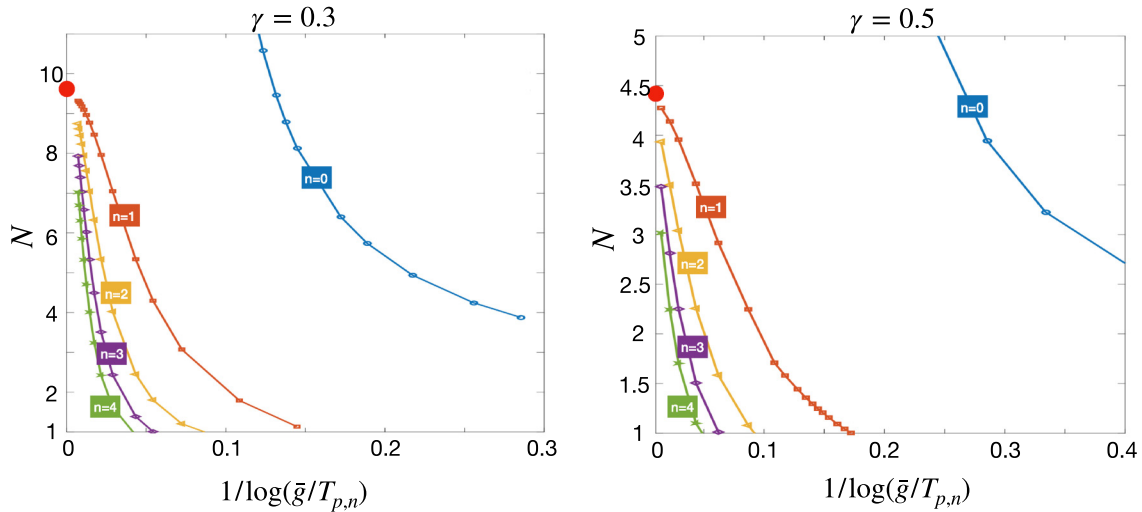 γ = 0.3
N
10
8
6
4
2
1
n=0
n=1
n=2
n=3
n=4
0
0.1
0.2
0.3
1/log(ḡ/T_{p,n})
γ = 0.5
N
5
4.5
4
3.5
3
2.5
2
1.5
1
n=0
n=1
n=2
n=3
n=4
0
0.1
0.2
0.3
0.4
1/log(ḡ/T_{p,n})